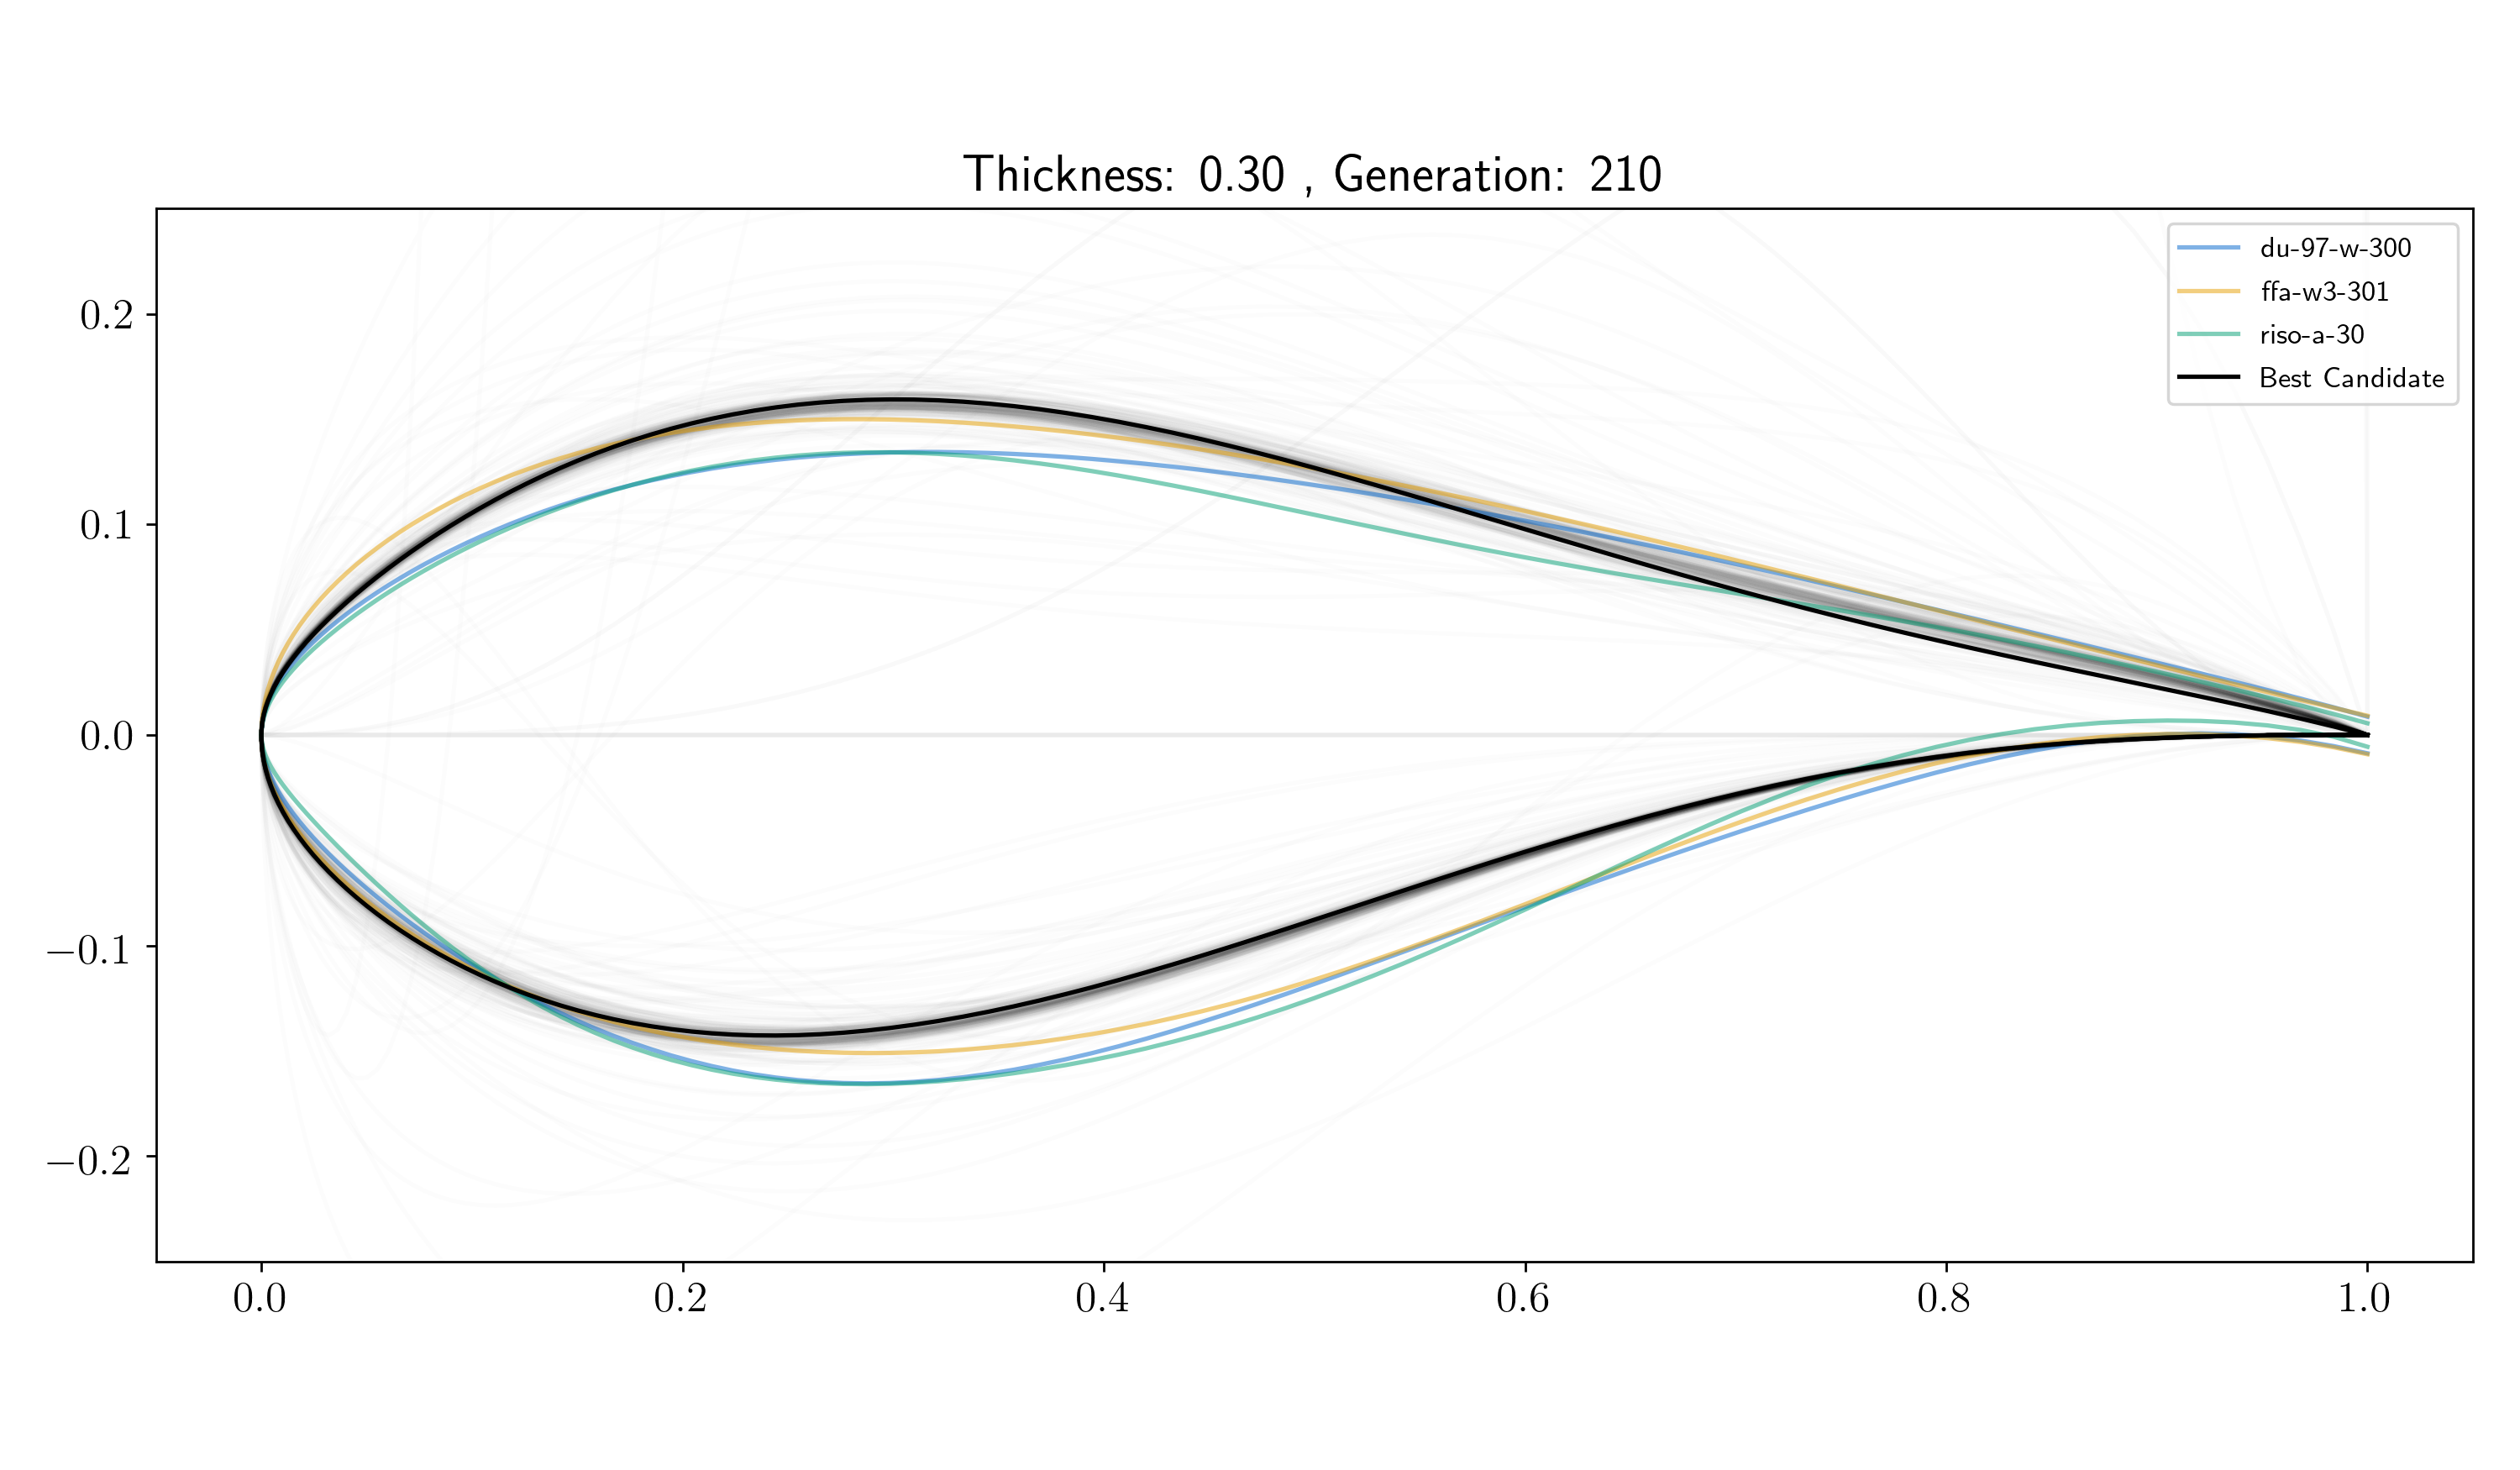 Thickness: 0.30 , Generation: 210
du-97-w-300
ffa-w3-301
riso-a-30
Best Candidate
0.2
0.1
0.0
−0.1
−0.2
0.0 0.2 0.4 0.6 0.8 1.0